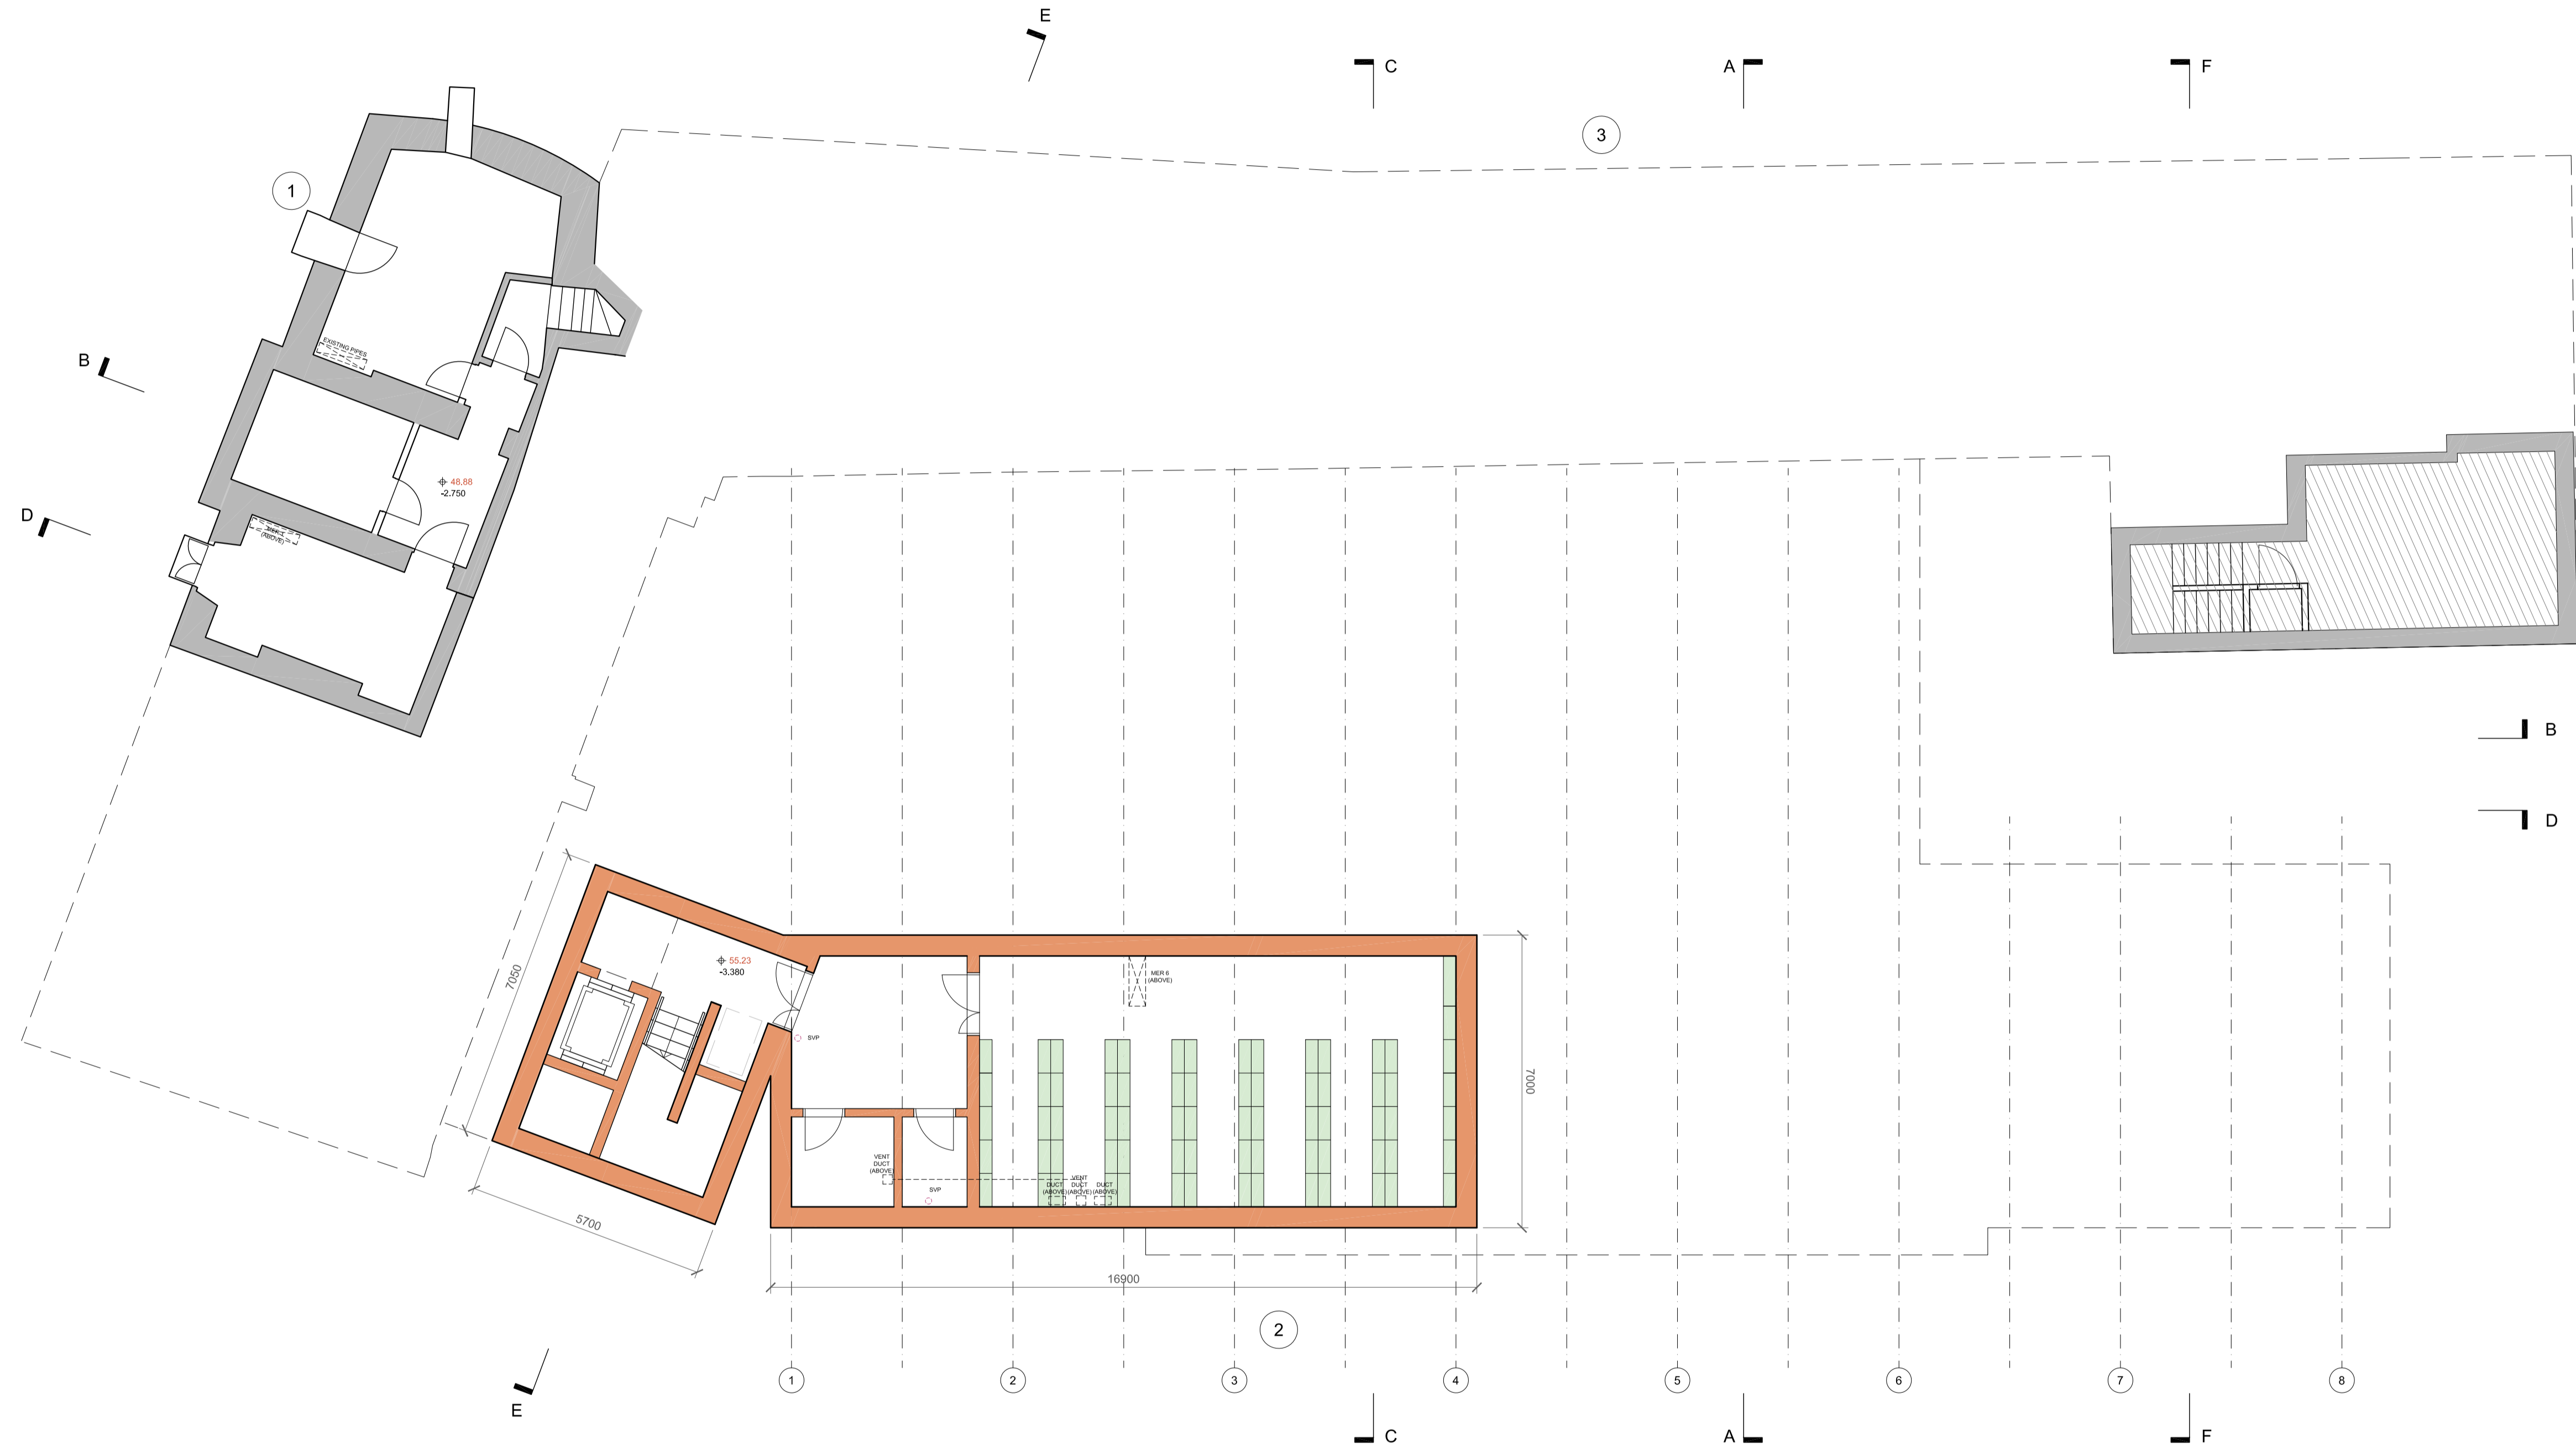 E
C
A
F
3
1
EXISTING PIPES
B
48.88
-2.750
D
(ABOVE)
B
D
7050
55.23
-3.380
MER 6
(ABOVE)
SVP
7000
VENT
DUCT
(ABOVE)
SVP
DUCT
(ABOVE)
VENT
DUCT
(ABOVE)
DUCT
(ABOVE)
5700
16900
2
1
2
3
4
5
6
7
8
E
C
A
F